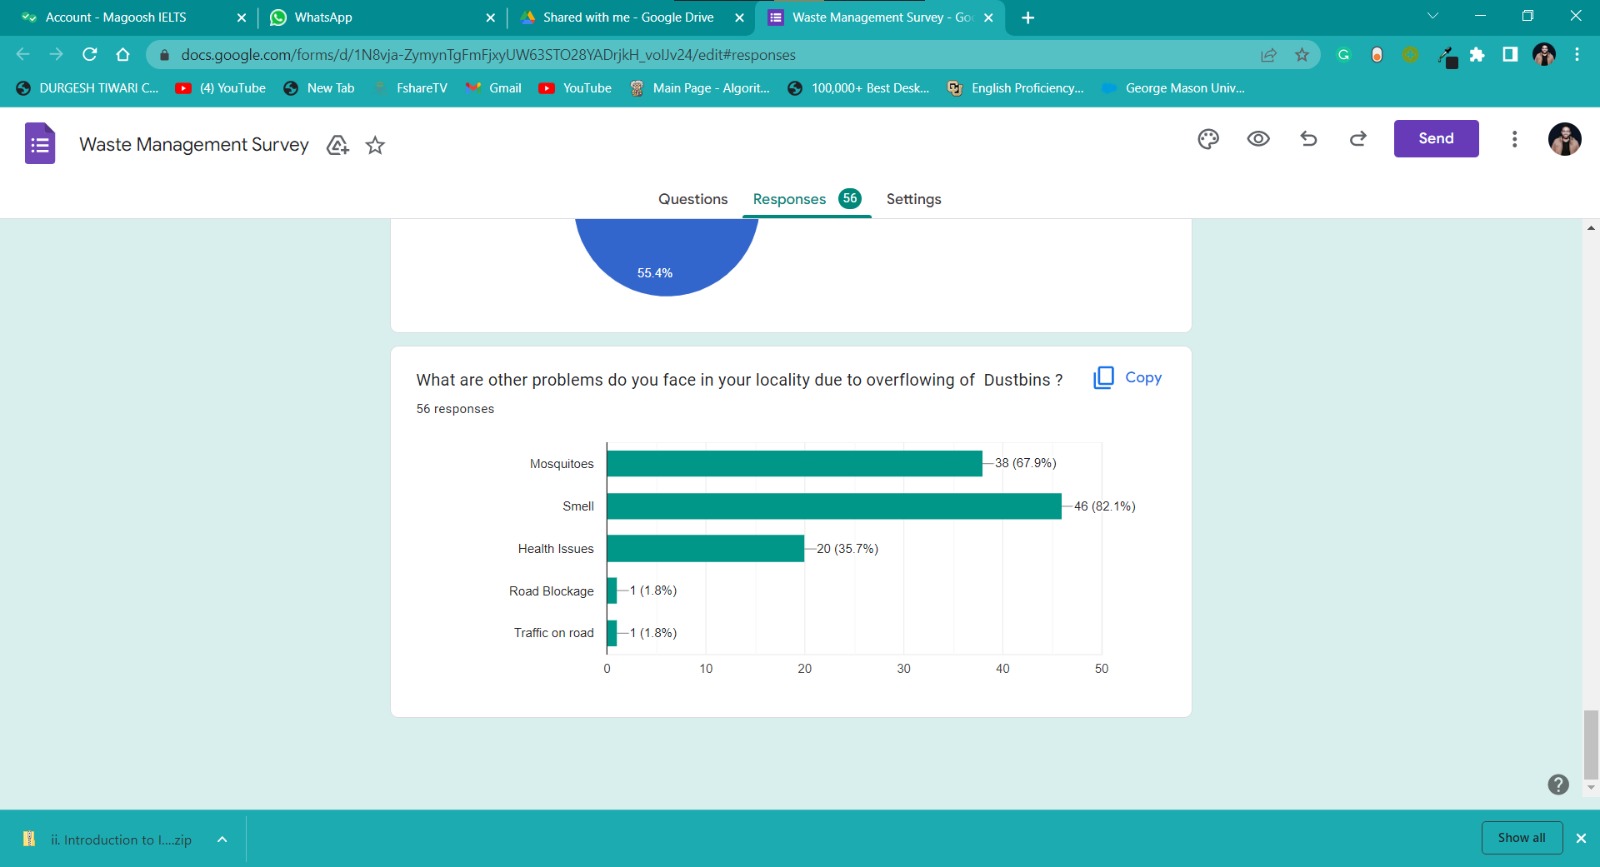 Account - Magoosh IELTS
WhatsApp
Shared with me - Google Drive
Waste Management Survey - Goo
docs.google.com/forms/d/1N8vja-ZymynTgFmFjxyUW63STO28YADrjkH_voIJv24/edit#responses
DURGESH TIWARI C...
(4) YouTube
New Tab
FshareTV
Gmail
YouTube
Main Page - Algorit...
100,000+ Best Desk...
English Proficiency...
George Mason Univ...
Waste Management Survey
Send
Questions
Responses 56
Settings
55.4%
What are other problems do you face in your locality due to overflowing of  Dustbins ?
Copy
56 responses
Mosquitoes 38 (67.9%)
Smell 46 (82.1%)
Health Issues 20 (35.7%)
Road Blockage 1 (1.8%)
Traffic on road 1 (1.8%)
0 10 20 30 40 50
ii. Introduction to I....zip
Show all